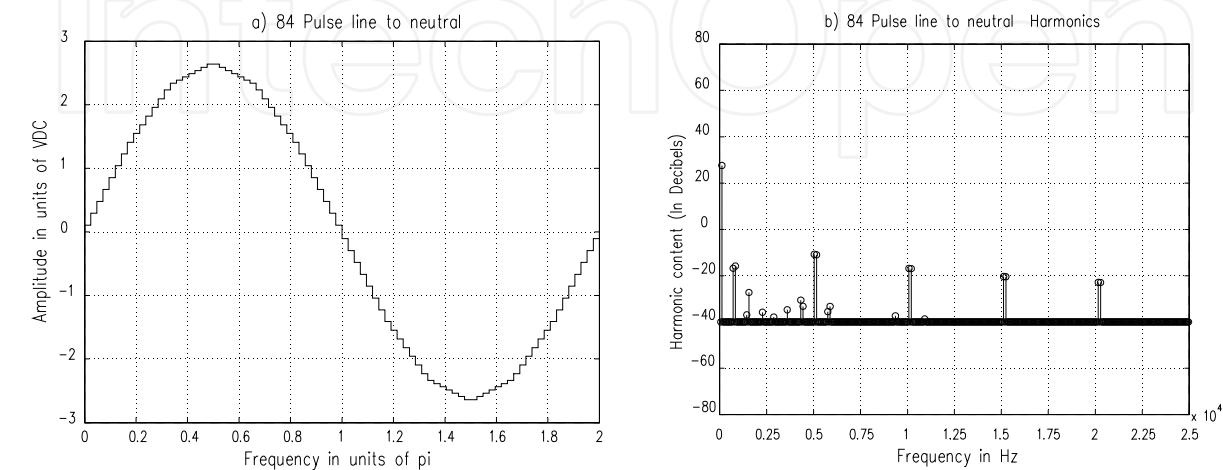 a) 84 Pulse line to neutral
3
2
1
0
−1
−2
−3
0 0.2 0.4 0.6 0.8 1 1.2 1.4 1.6 1.8 2
Amplitude in units of VDC
Frequency in units of pi
b) 84 Pulse line to neutral Harmonics
80
60
40
20
0
−20
−40
−60
−80
0 0.25 0.5 0.75 1 0.25 1.5 1.75 2 2.25 2.5
x 10⁴
Harmonic content (In Decibels)
Frequency in Hz
IntechOpen